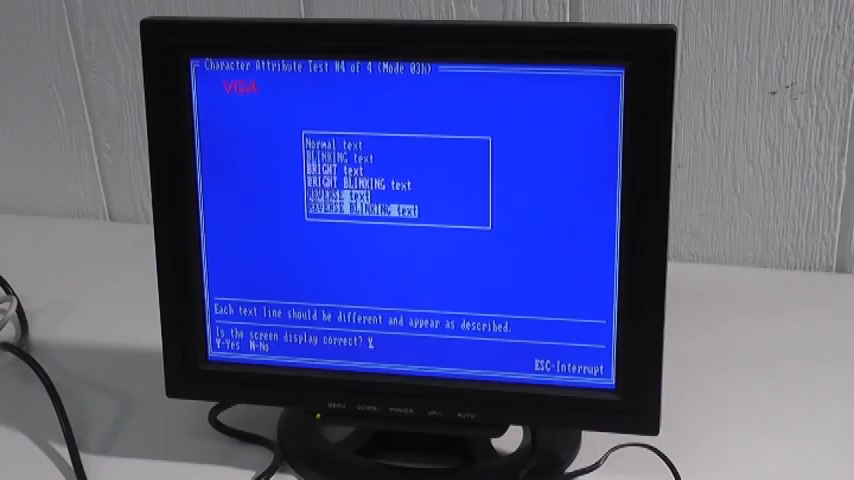 Character Attribute Test #4 of 4 (Mode 03h)
VGA
Normal text
BLINKING text
BRIGHT text
BRIGHT BLINKING text
REVERSE text
REVERSE BLINKING text
Each text line should be different and appear as described.
Is the screen display correct? Y
Y-Yes N-No
ESC-Interrupt
MENU DOWN- POWER UP+ AUTO